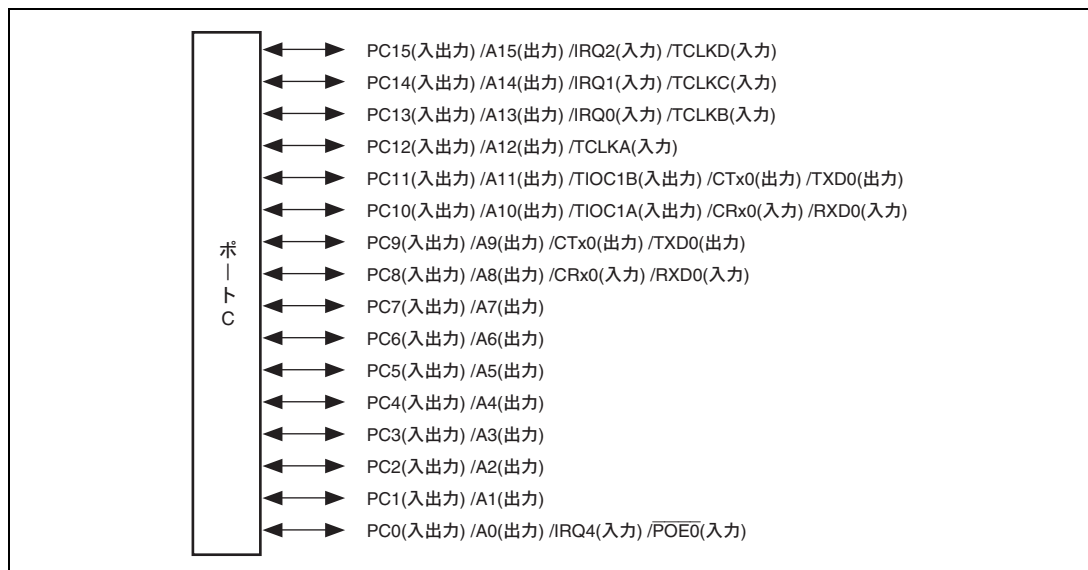 PC15(入出力) /A15(出力) /IRQ2(入力) /TCLKD(入力)
PC14(入出力) /A14(出力) /IRQ1(入力) /TCLKC(入力)
PC13(入出力) /A13(出力) /IRQ0(入力) /TCLKB(入力)
PC12(入出力) /A12(出力) /TCLKA(入力)
PC11(入出力) /A11(出力) /TIOC1B(入出力) /CTx0(出力) /TXD0(出力)
PC10(入出力) /A10(出力) /TIOC1A(入出力) /CRx0(入力) /RXD0(入力)
PC9(入出力) /A9(出力) /CTx0(出力) /TXD0(出力)
PC8(入出力) /A8(出力) /CRx0(入力) /RXD0(入力)
ポートC
PC7(入出力) /A7(出力)
PC6(入出力) /A6(出力)
PC5(入出力) /A5(出力)
PC4(入出力) /A4(出力)
PC3(入出力) /A3(出力)
PC2(入出力) /A2(出力)
PC1(入出力) /A1(出力)
PC0(入出力) /A0(出力) /IRQ4(入力) /P̅O̅E̅0̅(入力)